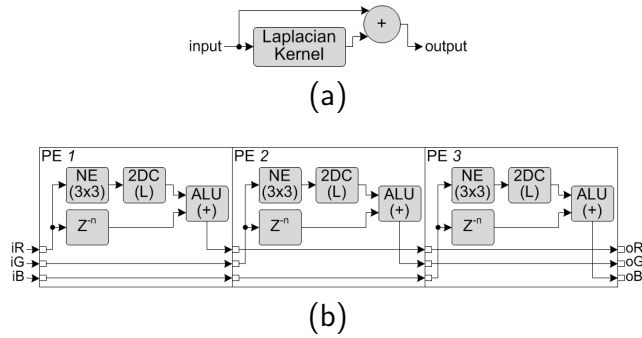 input
Laplacian
Kernel
+
output
(a)
PE 1
NE
(3x3)
2DC
(L)
ALU
(+)
Z-n
PE 2
NE
(3x3)
2DC
(L)
ALU
(+)
Z-n
PE 3
NE
(3x3)
2DC
(L)
ALU
(+)
Z-n
iR
iG
iB
oR
oG
oB
(b)